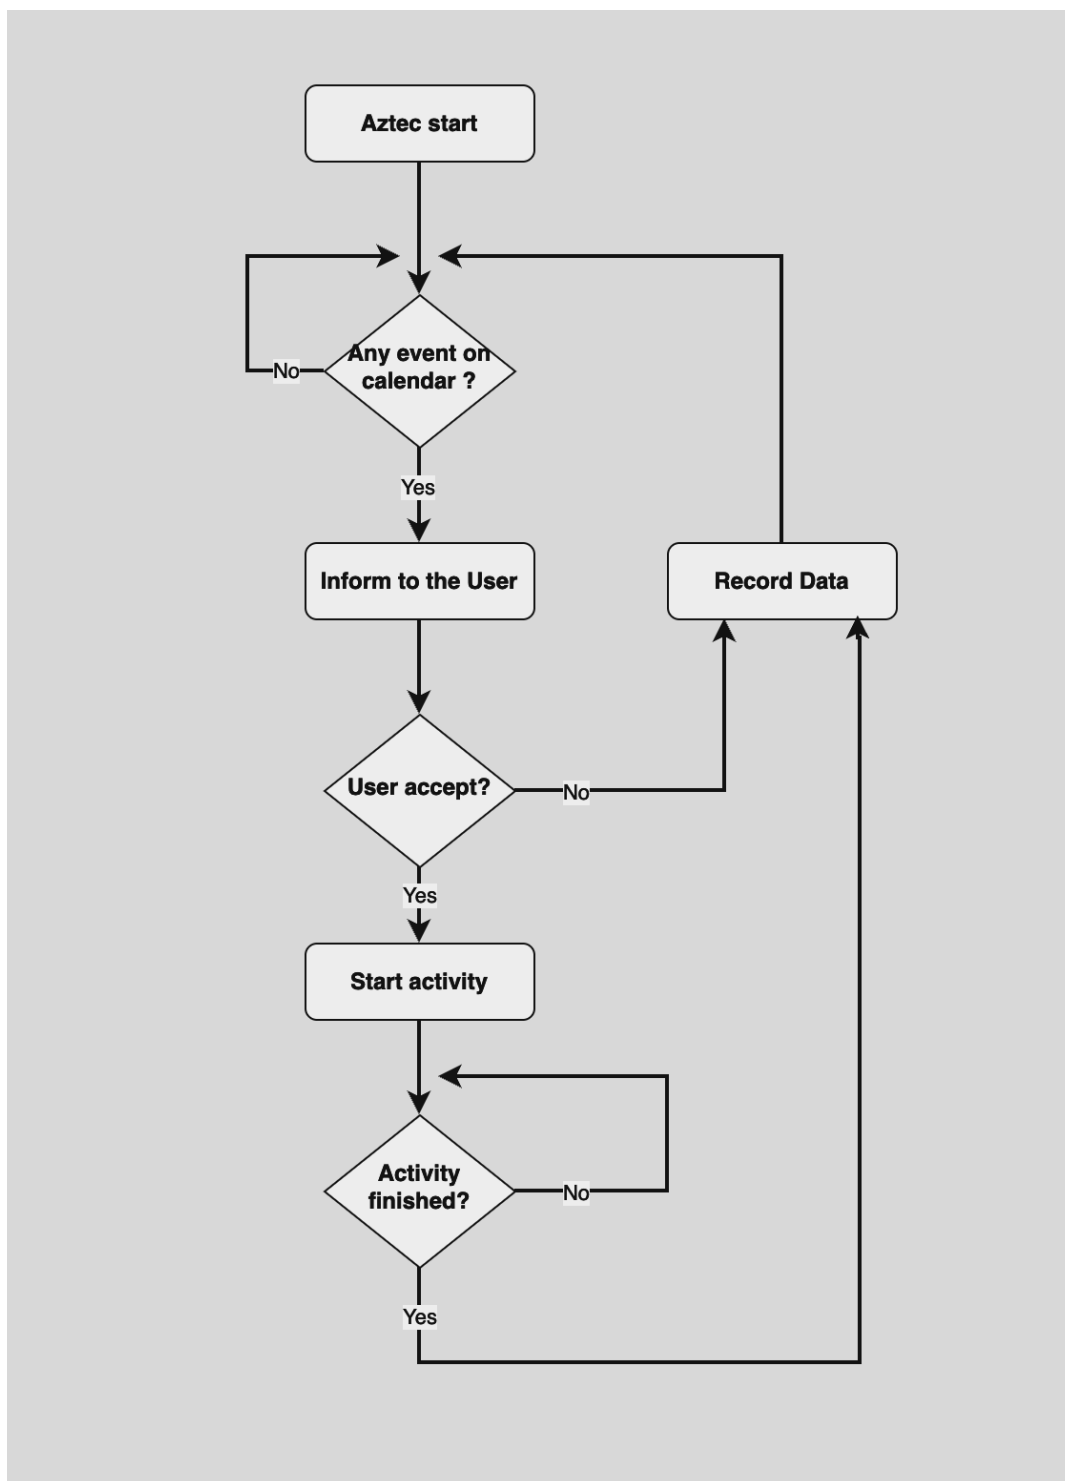 Aztec start
Any event on
calendar ?
No
Yes
Inform to the User
Record Data
User accept?
No
Yes
Start activity
Activity
finished?
No
Yes